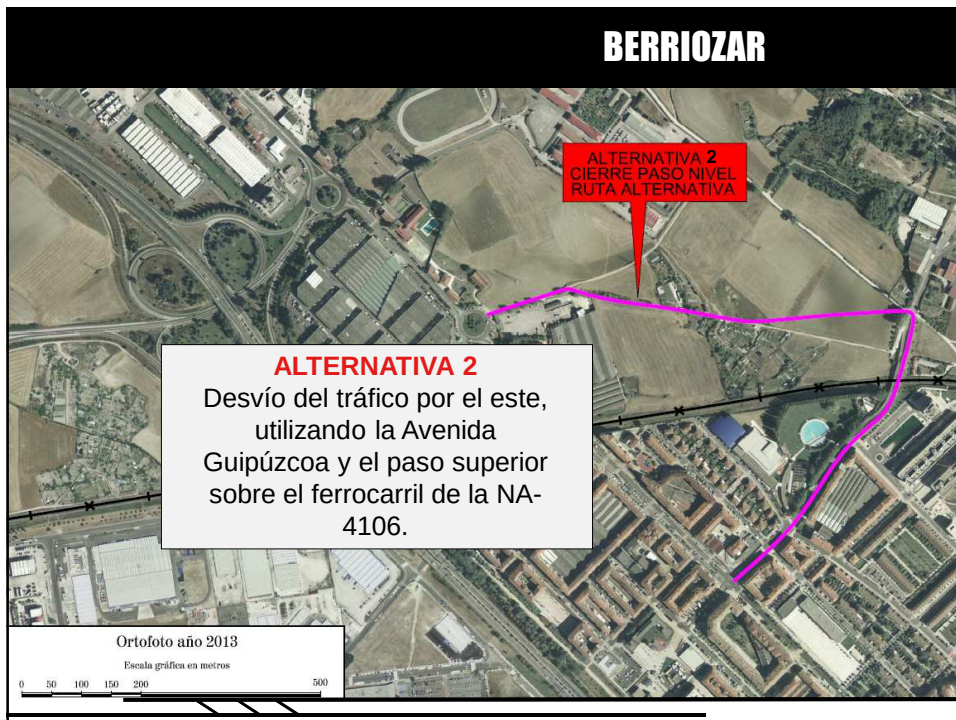 BERRIOZAR
ALTERNATIVA 2
CIERRE PASO NIVEL
RUTA ALTERNATIVA
ALTERNATIVA 2
Desvío del tráfico por el este,
utilizando la Avenida
Guipúzcoa y el paso superior
sobre el ferrocarril de la NA-
4106.
Ortofoto año 2013
Escala gráfica en metros
0 50 100 150 200 500